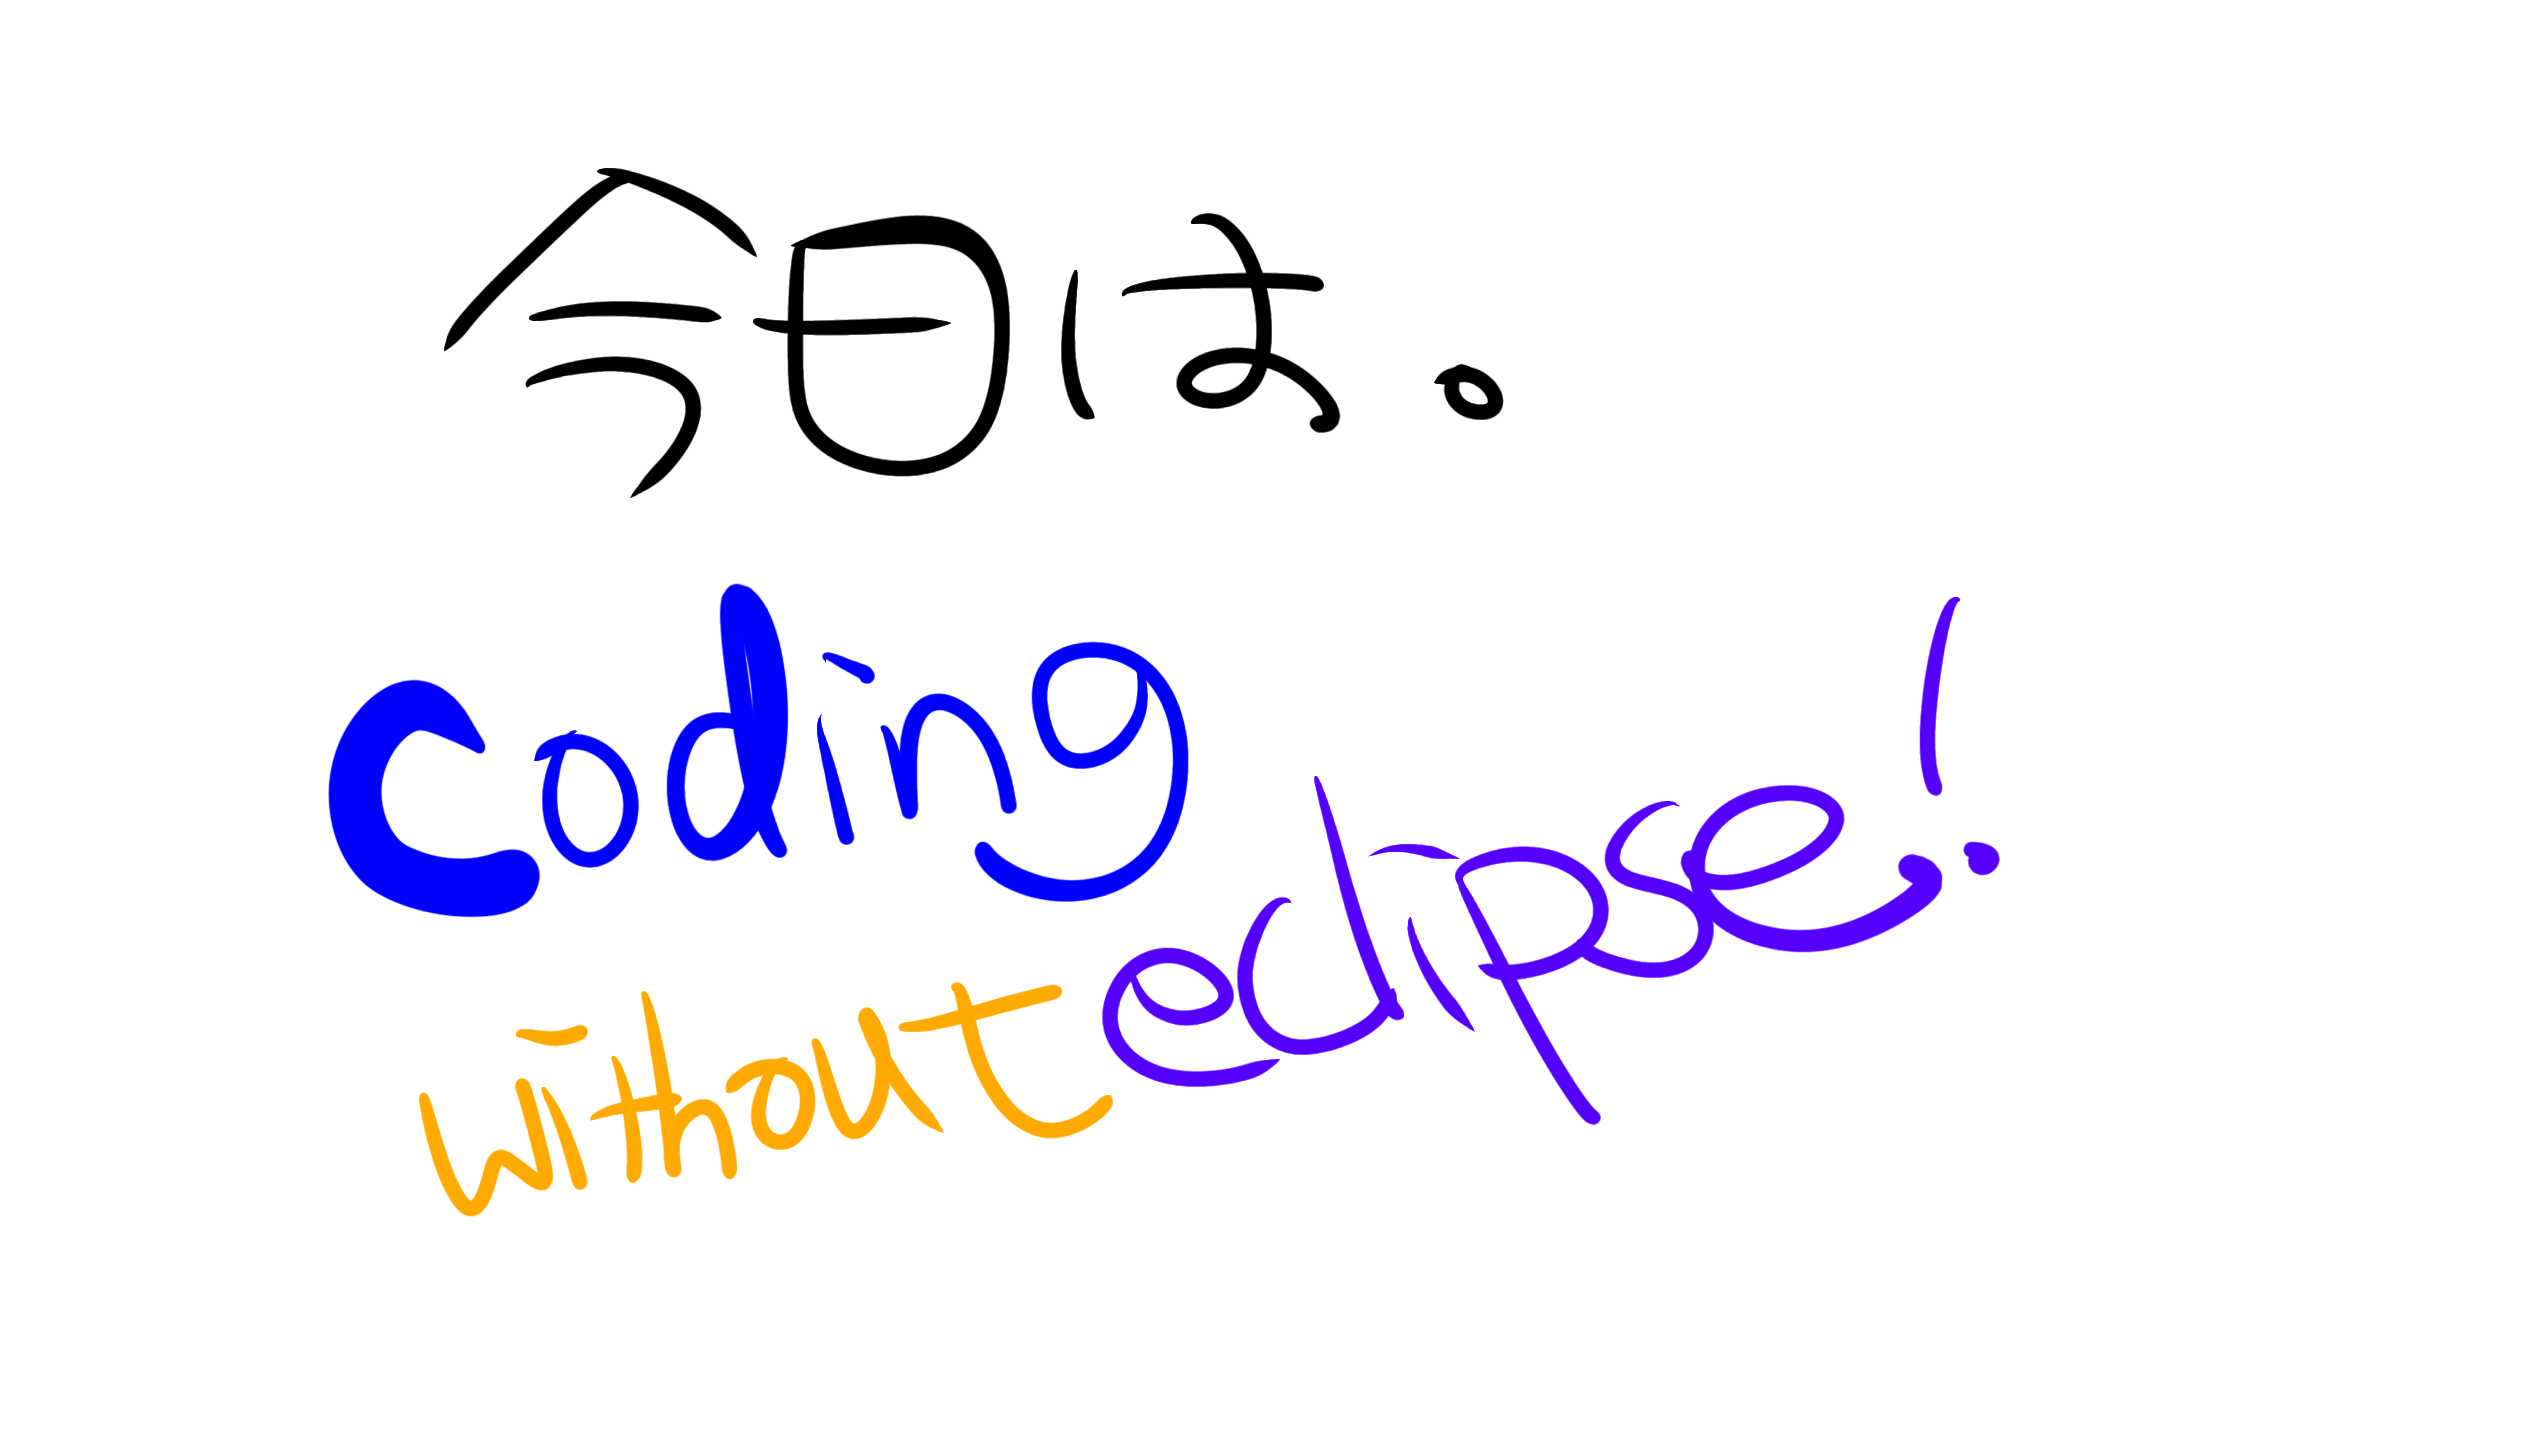 今日は。
Coding
without eclipse!